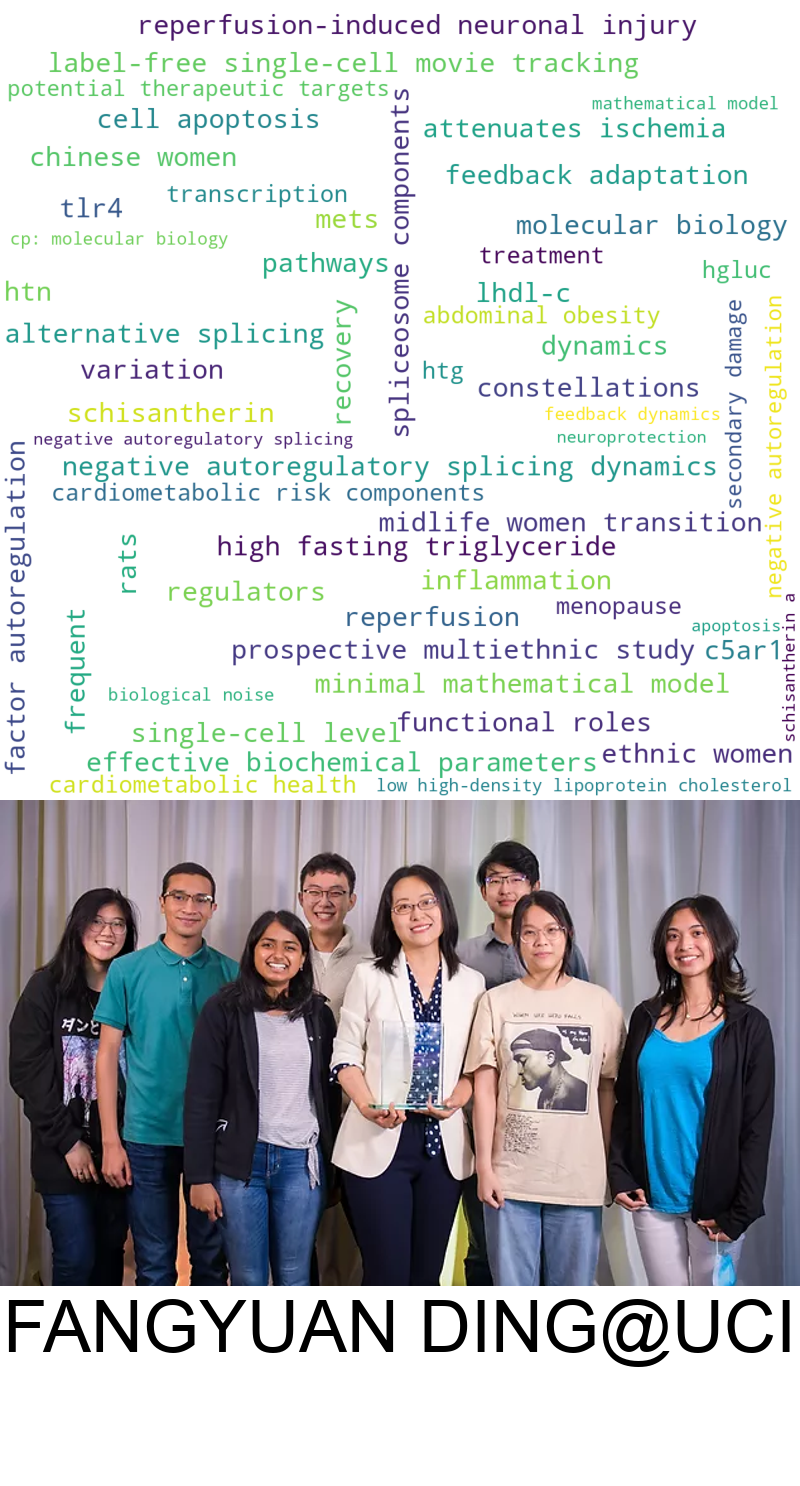 reperfusion-induced neuronal injury
label-free single-cell movie tracking
potential therapeutic targets
mathematical model
cell apoptosis
attenuates ischemia
spliceosome components
chinese women
feedback adaptation
transcription
tlr4
mets
molecular biology
cp: molecular biology
treatment
pathways
hgluc
htn
lhdl-c
abdominal obesity
alternative splicing
recovery
dynamics
secondary damage
negative autoregulation
variation
htg
constellations
schisantherin
feedback dynamics
negative autoregulatory splicing
neuroprotection
factor autoregulation
negative autoregulatory splicing dynamics
cardiometabolic risk components
midlife women transition
high fasting triglyceride
rats
regulators
inflammation
menopause
schisantherin a
reperfusion
frequent
apoptosis
prospective multiethnic study
c5ar1
minimal mathematical model
biological noise
functional roles
single-cell level
ethnic women
effective biochemical parameters
cardiometabolic health
low high-density lipoprotein cholesterol
FANGYUAN DING@UCI